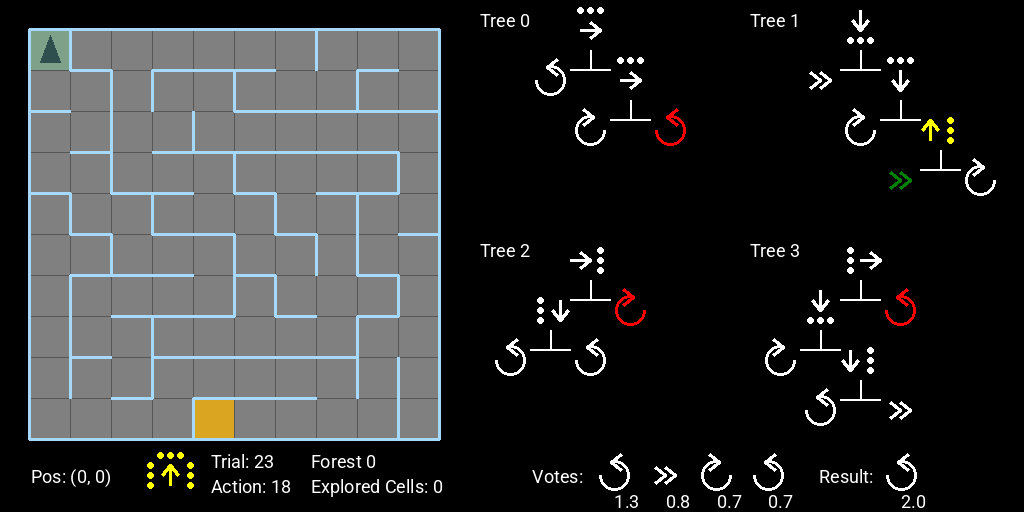 Tree 0
Tree 1
Tree 2
Tree 3
Pos: (0, 0)
Trial: 23
Forest 0
Action: 18
Explored Cells: 0
Votes:
1.3
0.8
0.7
0.7
Result:
2.0